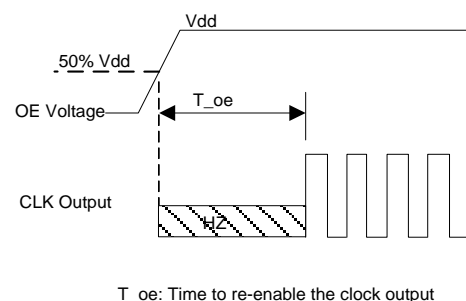 Vdd
50% Vdd
T_oe
OE Voltage
CLK Output
HZ
T_oe: Time to re-enable the clock output